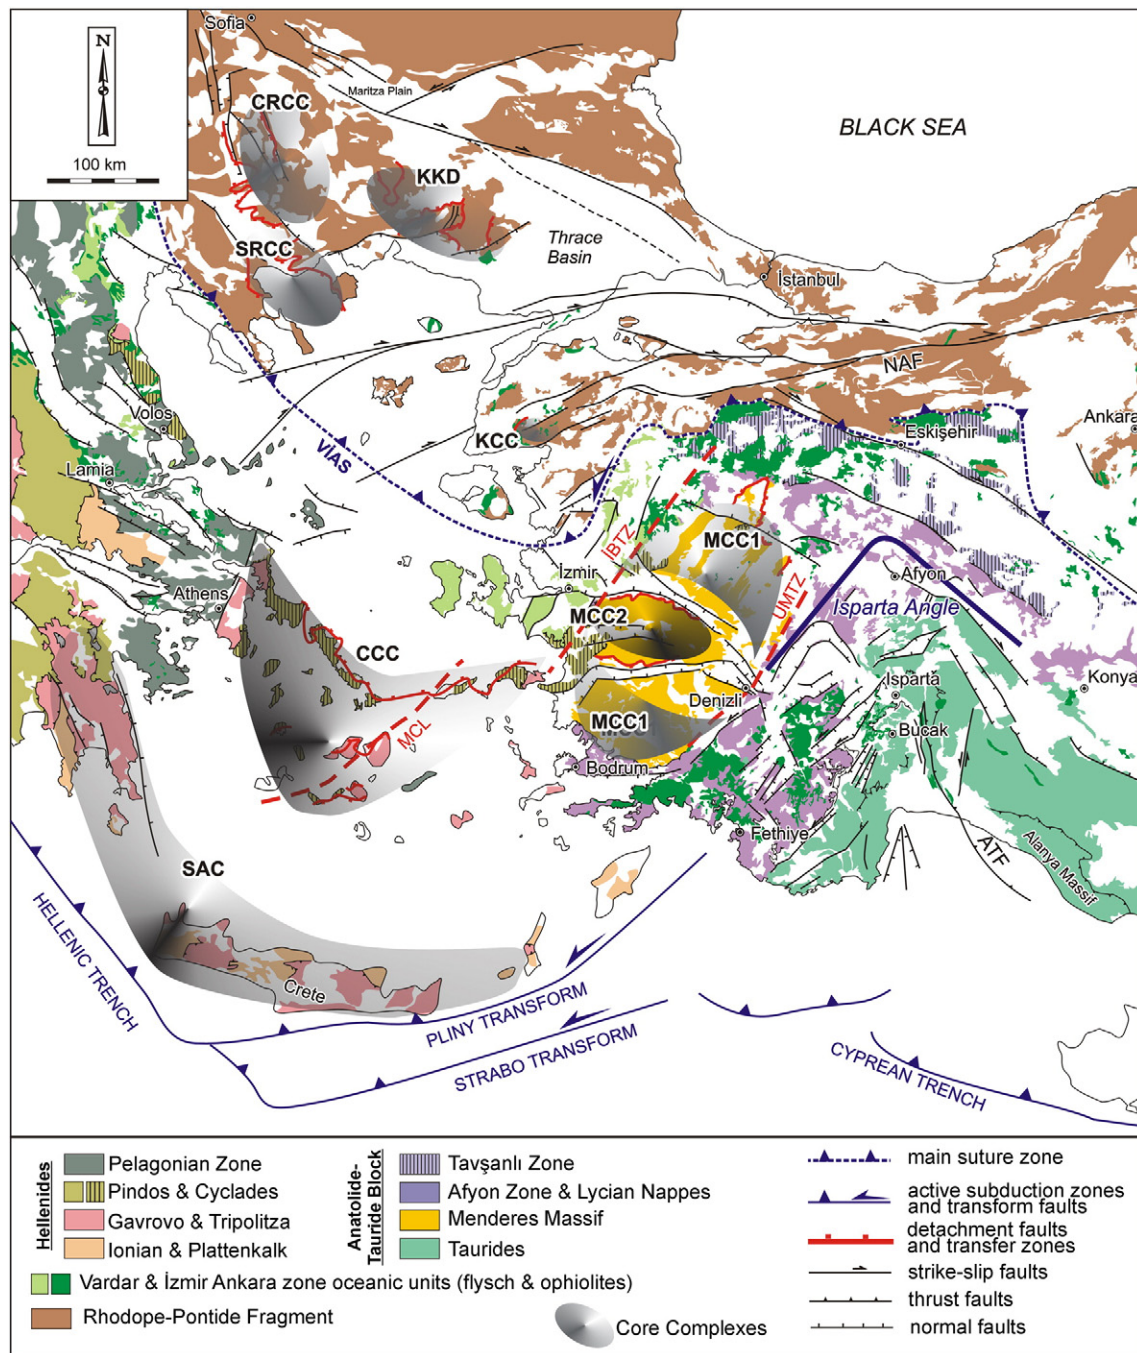 Sofia
N
100 km
Maritza Plain
CRCC
BLACK SEA
KKD
SRCC
Thrace
Basin
İstanbul
NAF
Volos
KCC
Eskişehir
Ankara
VİAS
Lamia
İBTZ
MCC1
İzmir
Afyon
UMTZ
Athens
MCC2
Isparta Angle
CCC
Denizli
Isparta
Konya
MCL
MCC1
Bucak
Bodrum
Fethiye
ATF
Alanya Massif
SAC
HELLENIC TRENCH
Crete
PLINY TRANSFORM
STRABO TRANSFORM
CYPREAN TRENCH
Hellenides
Pelagonian Zone
Pindos & Cyclades
Gavrovo & Tripolitza
Ionian & Plattenkalk
Vardar & İzmir Ankara zone oceanic units (flysch & ophiolites)
Rhodope-Pontide Fragment
Anatolide-
Tauride Block
Tavşanlı Zone
Afyon Zone & Lycian Nappes
Menderes Massif
Taurides
Core Complexes
main suture zone
active subduction zones
and transform faults
detachment faults
and transfer zones
strike-slip faults
thrust faults
normal faults